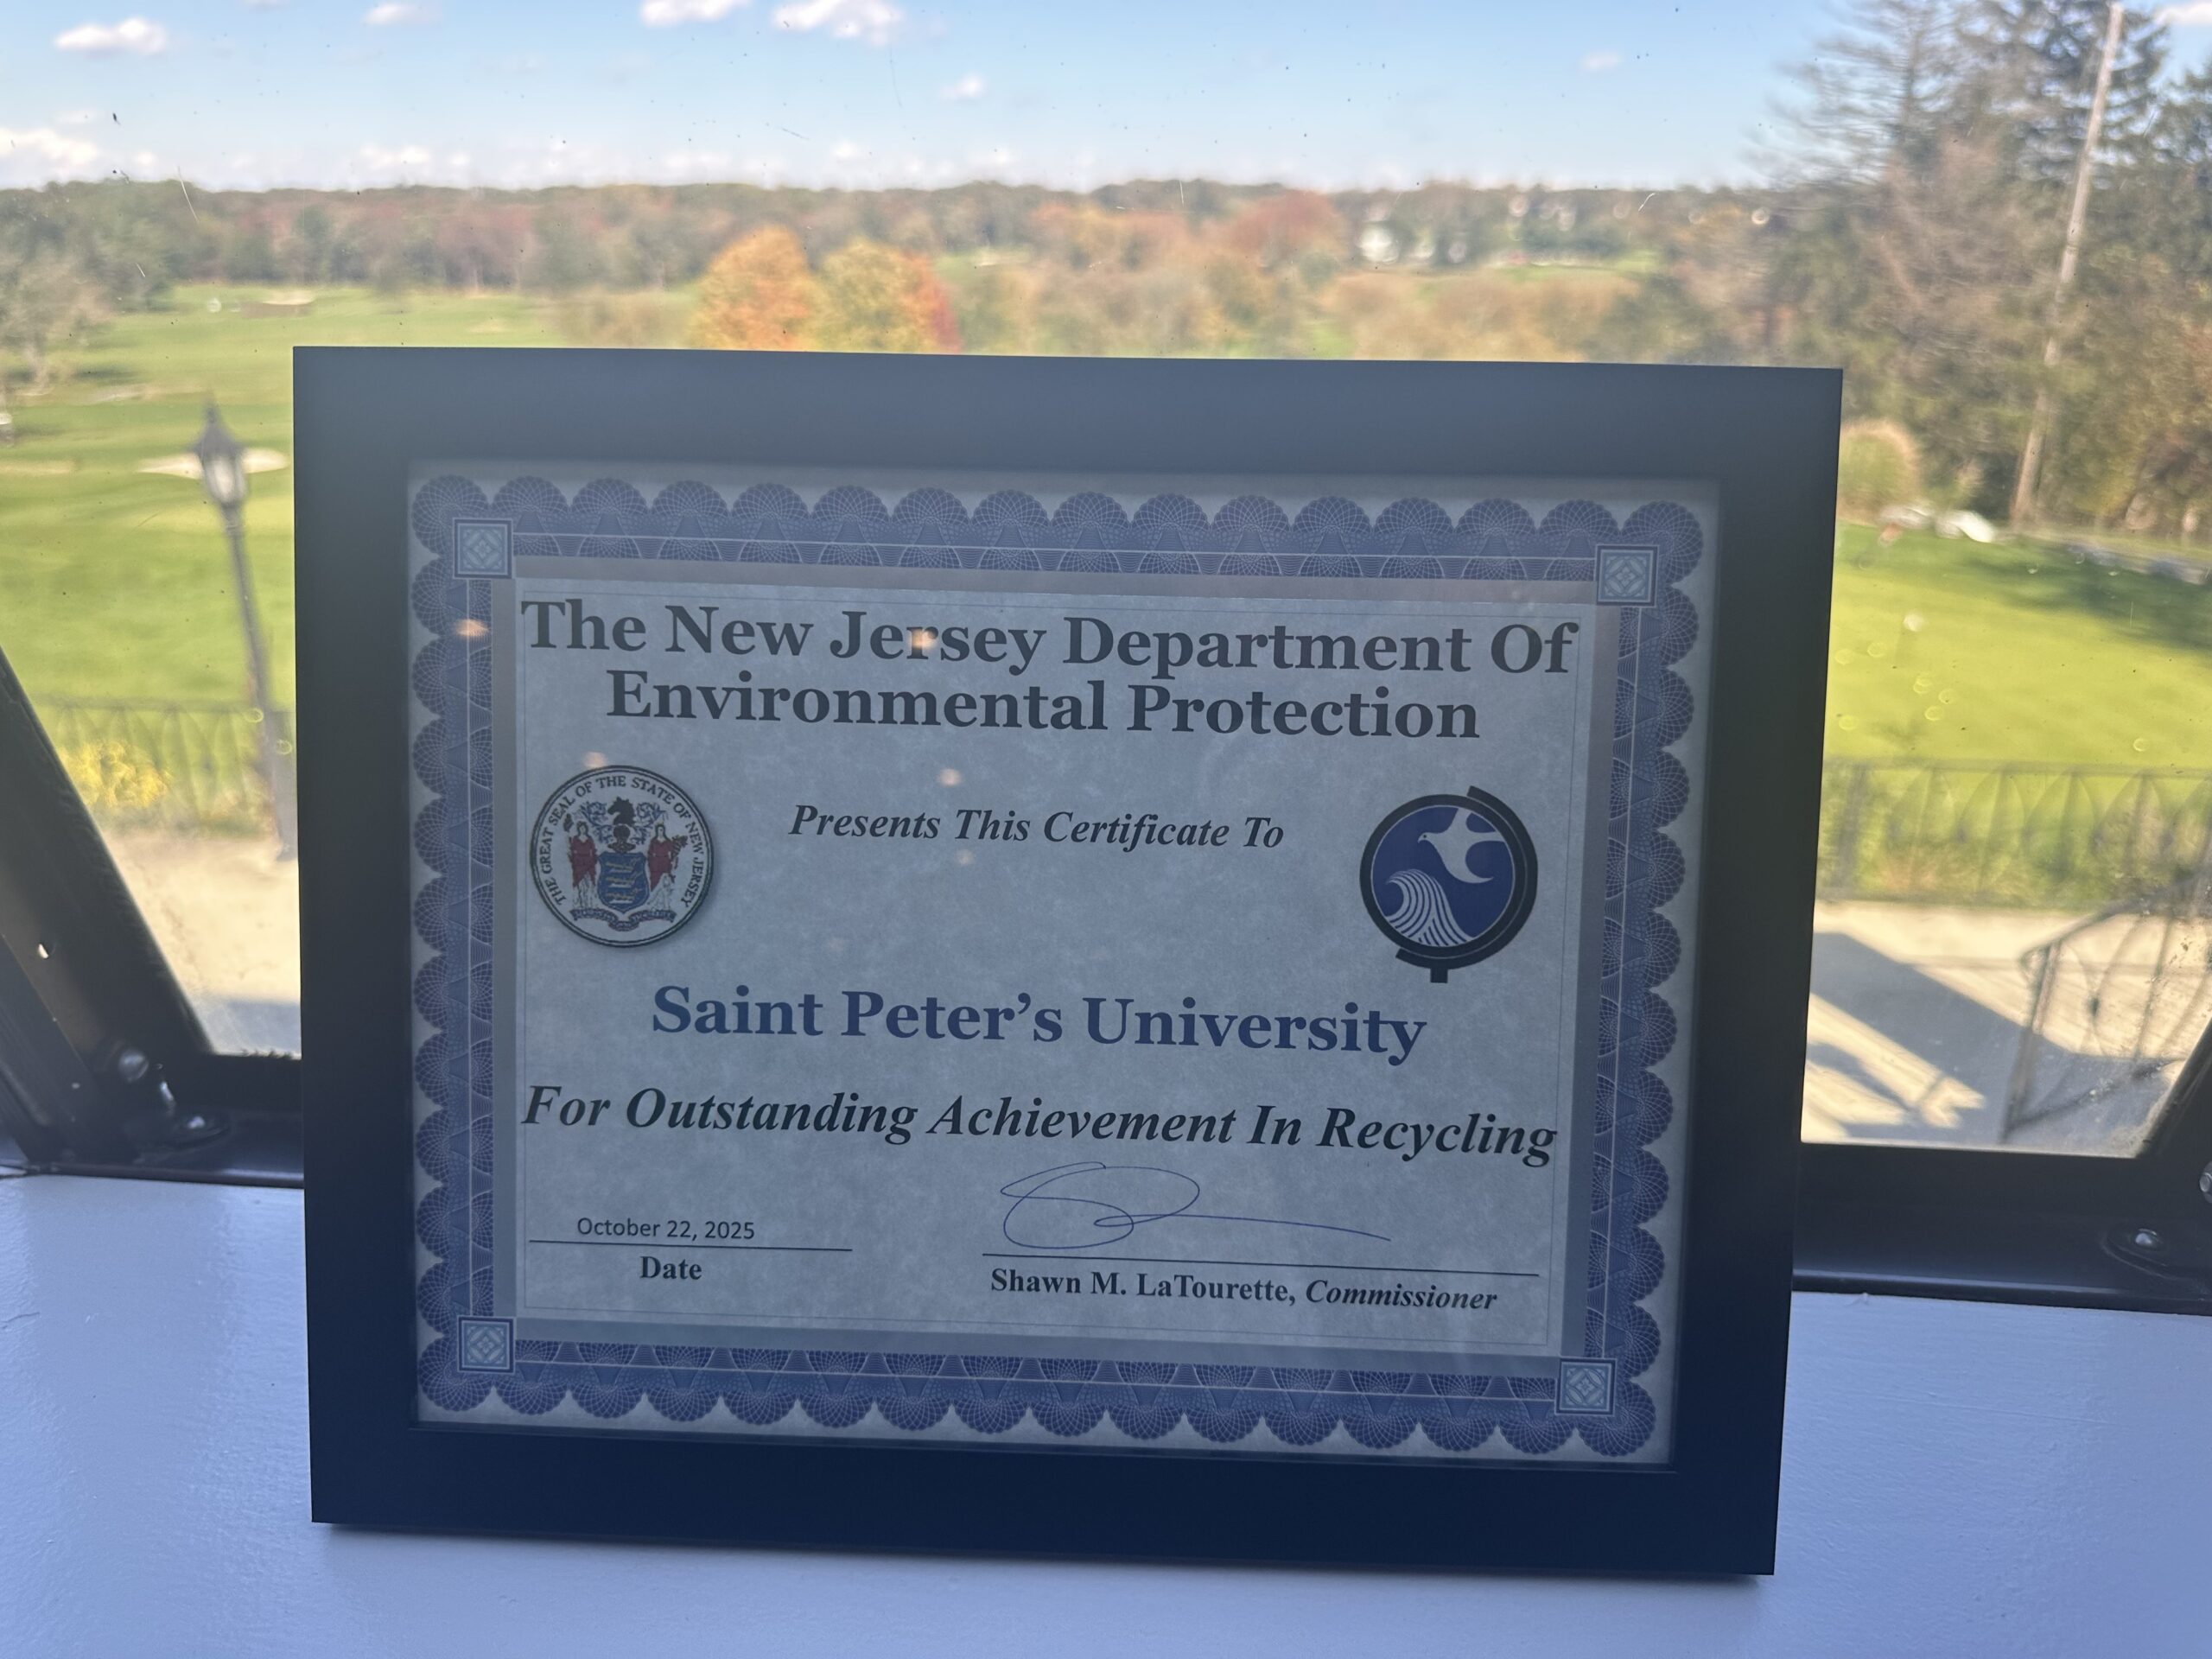 The New Jersey Department Of
Environmental Protection
THE GREAT SEAL OF THE STATE OF NEW JERSEY
Presents This Certificate To
Saint Peter's University
For Outstanding Achievement In Recycling
October 22, 2025
Date
Shawn M. LaTourette, Commissioner